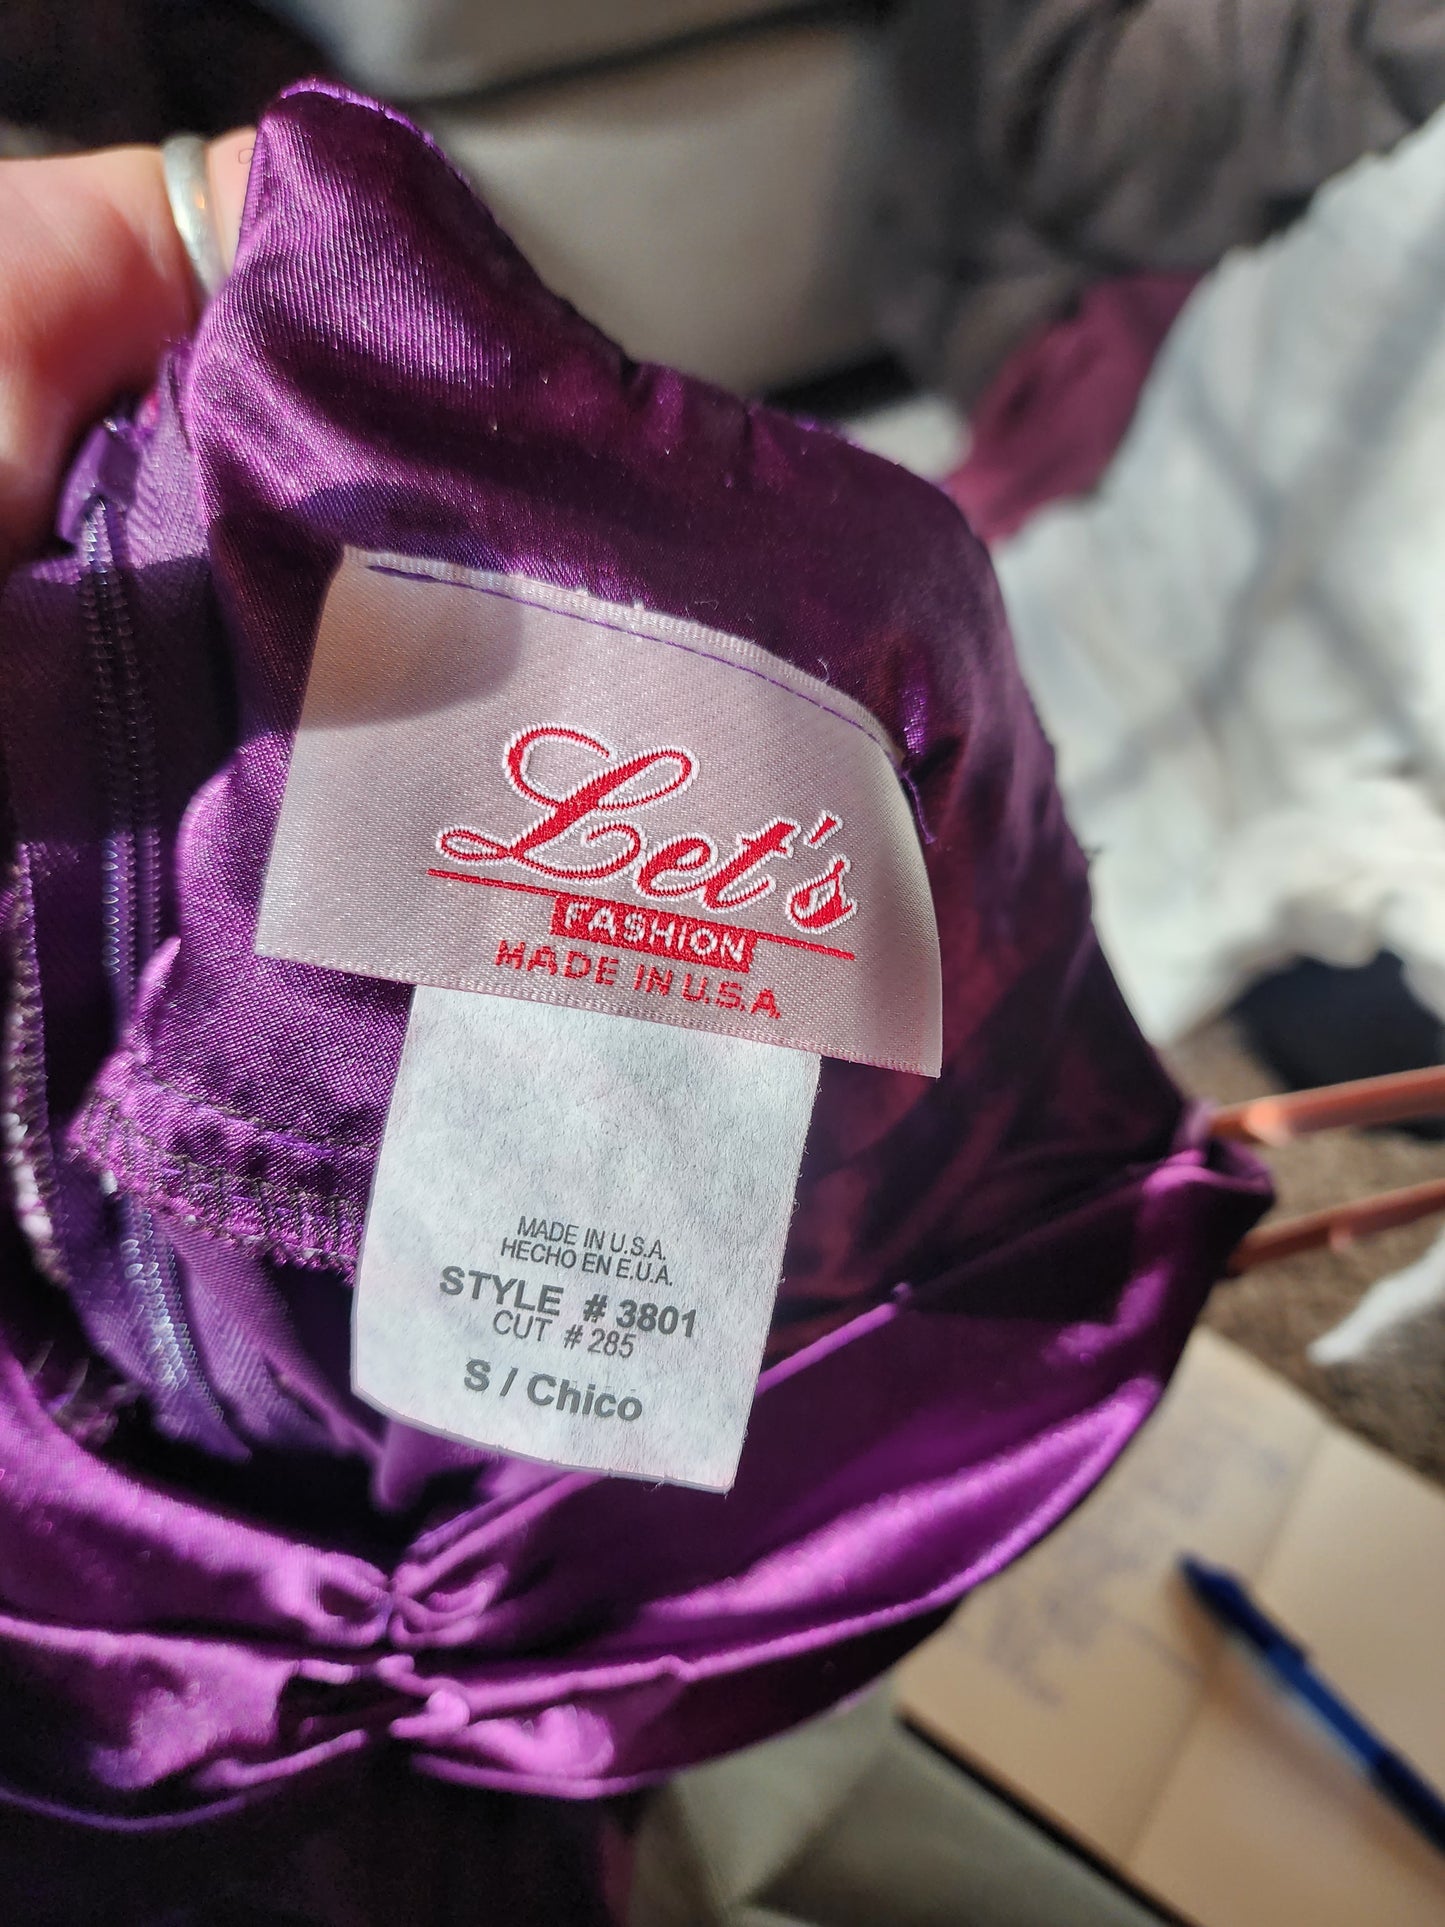 Let's
FASHION
MADE IN U.S.A.
MADE IN U.S.A.
HECHO EN E.U.A.
STYLE # 3801
CUT # 285
S / Chico